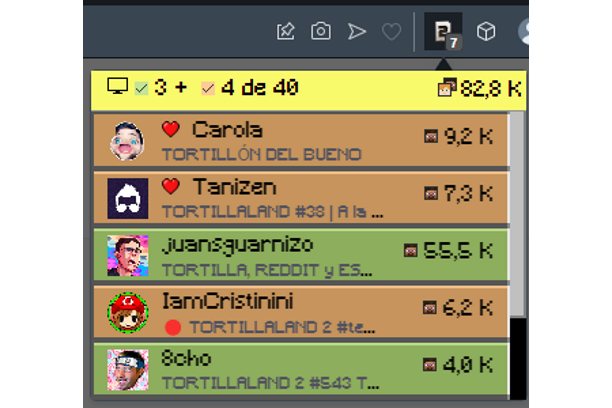 7
3 + 4 de 40 82,8 K
Carola 9,2 K
TORTILLÓN DEL BUENO
Tanizen 7,3 K
TORTILLALAND #38 | A la ...
juansguarnizo 55,5 K
TORTILLA, REDDIT y ES...
IamCristinini 6,2 K
TORTILLALAND 2 #te...
8cho 4,0 K
TORTILLALAND 2 #543 T...